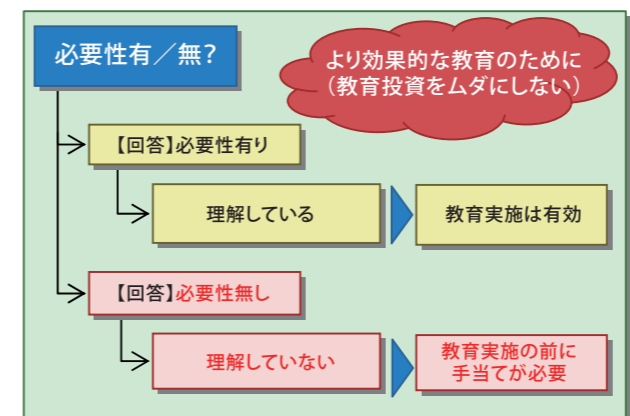 必要性有／無？
より効果的な教育のために
（教育投資をムダにしない）
【回答】必要性有り
理解している
教育実施は有効
【回答】必要性無し
理解していない
教育実施の前に
手当てが必要